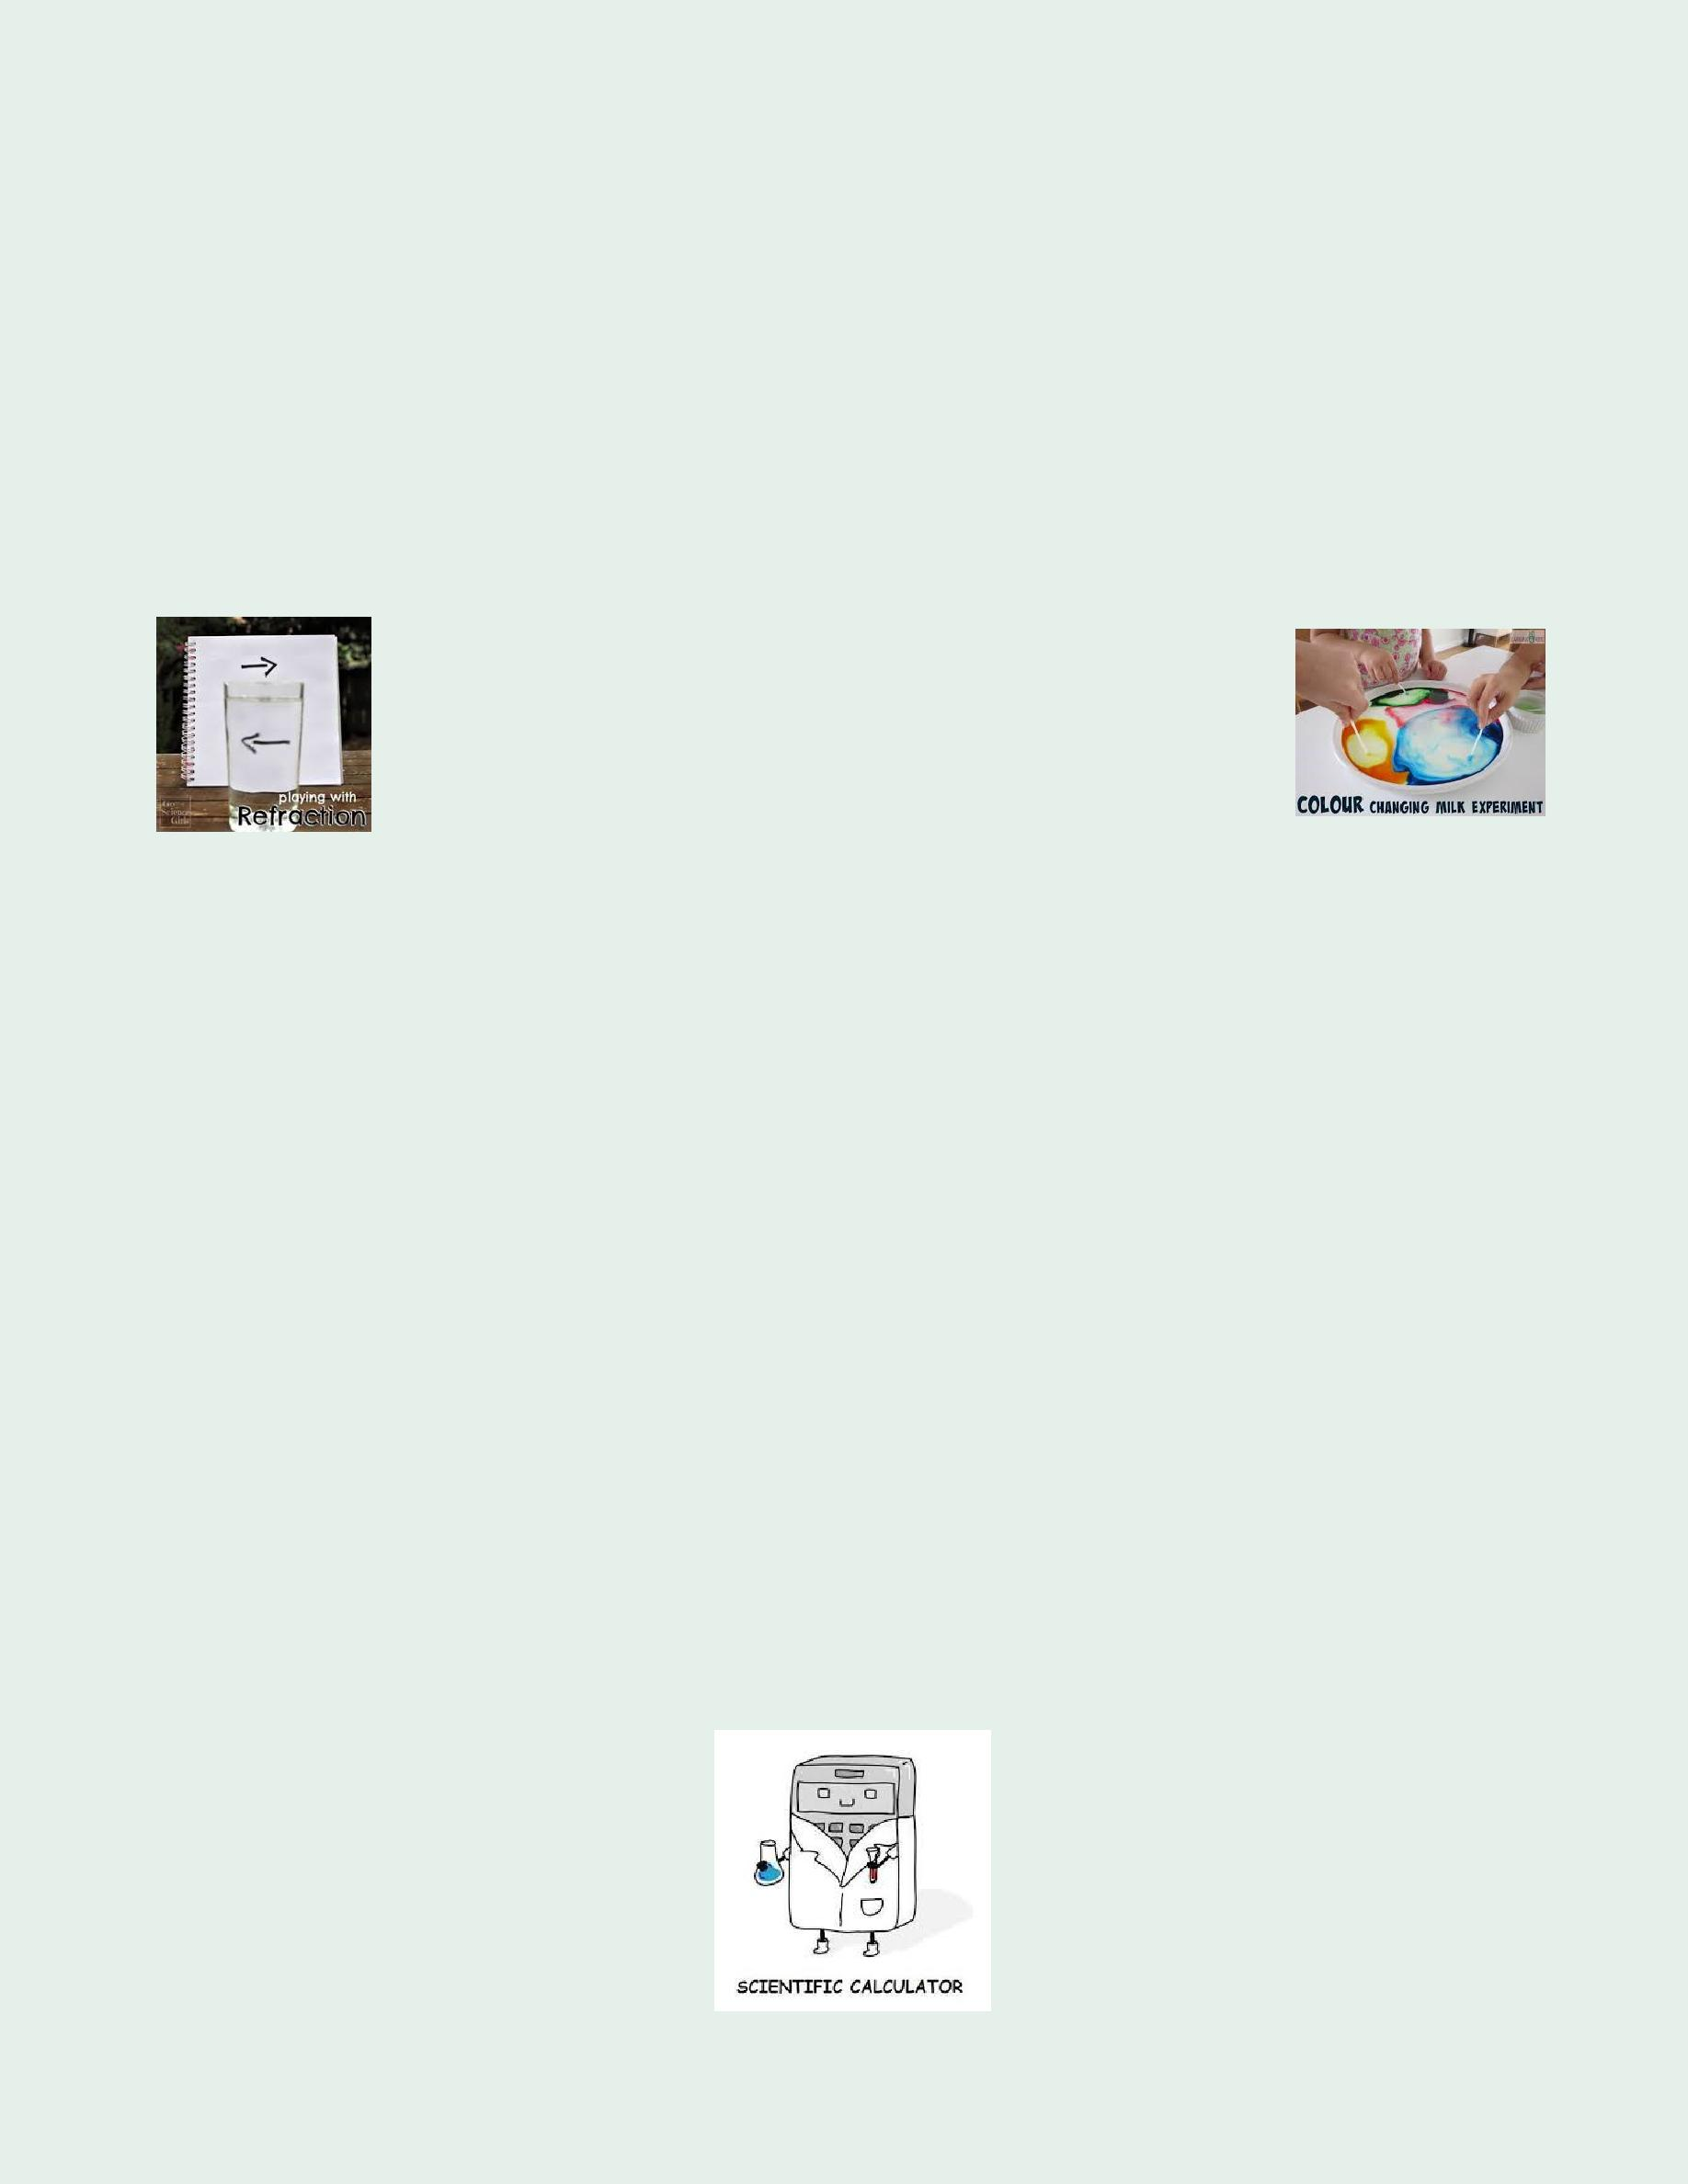 playing with
Refraction
COLOUR CHANGING MILK EXPERIMENT
SCIENTIFIC CALCULATOR